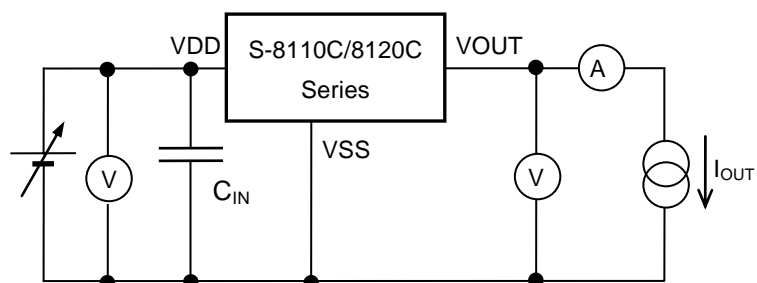 VDD
S-8110C/8120C
Series
VOUT
A
VSS
V
CIN
V
IOUT